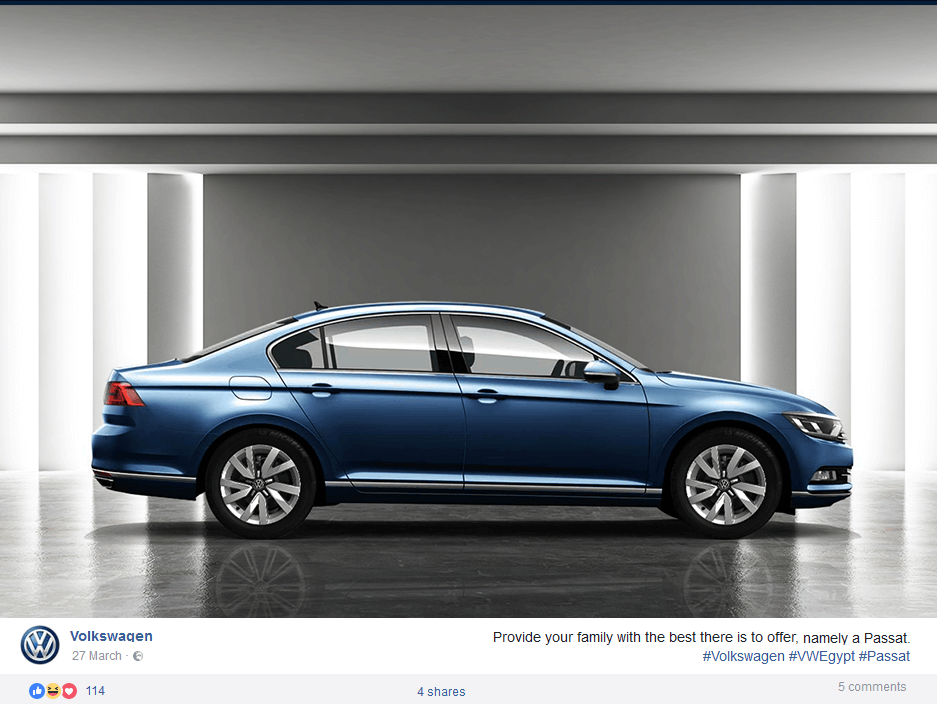 Volkswagen
27 March ·
Provide your family with the best there is to offer, namely a Passat.
#Volkswagen #VWEgypt #Passat
114
4 shares
5 comments